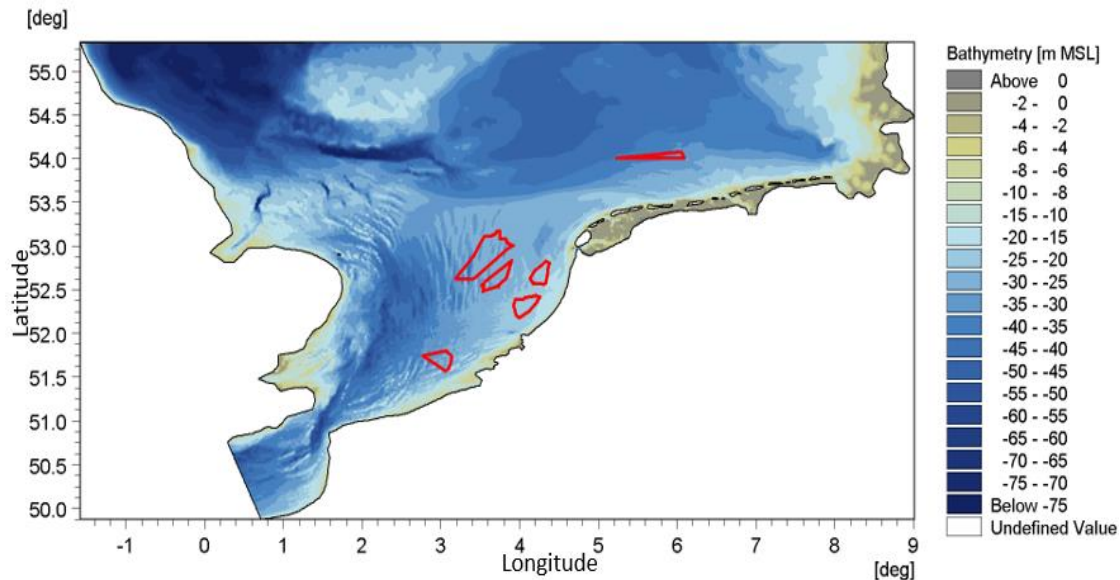 [deg]
55.0
54.5
54.0
53.5
53.0
52.5
52.0
51.5
51.0
50.5
50.0
Latitude
-1 0 1 2 3 4 5 6 7 8 9
Longitude
[deg]
Bathymetry [m MSL]
Above 0
-2 - 0
-4 - -2
-6 - -4
-8 - -6
-10 - -8
-15 - -10
-20 - -15
-25 - -20
-30 - -25
-35 - -30
-40 - -35
-45 - -40
-50 - -45
-55 - -50
-60 - -55
-65 - -60
-70 - -65
-75 - -70
Below -75
Undefined Value